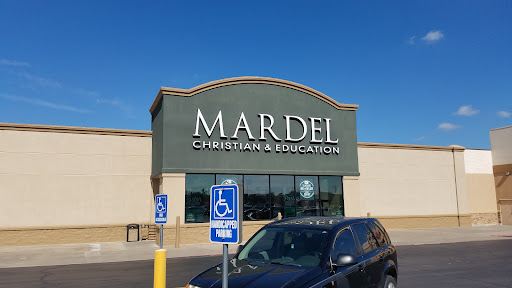 MARDEL
CHRISTIAN & EDUCATION
HANDICAPPED
PARKING